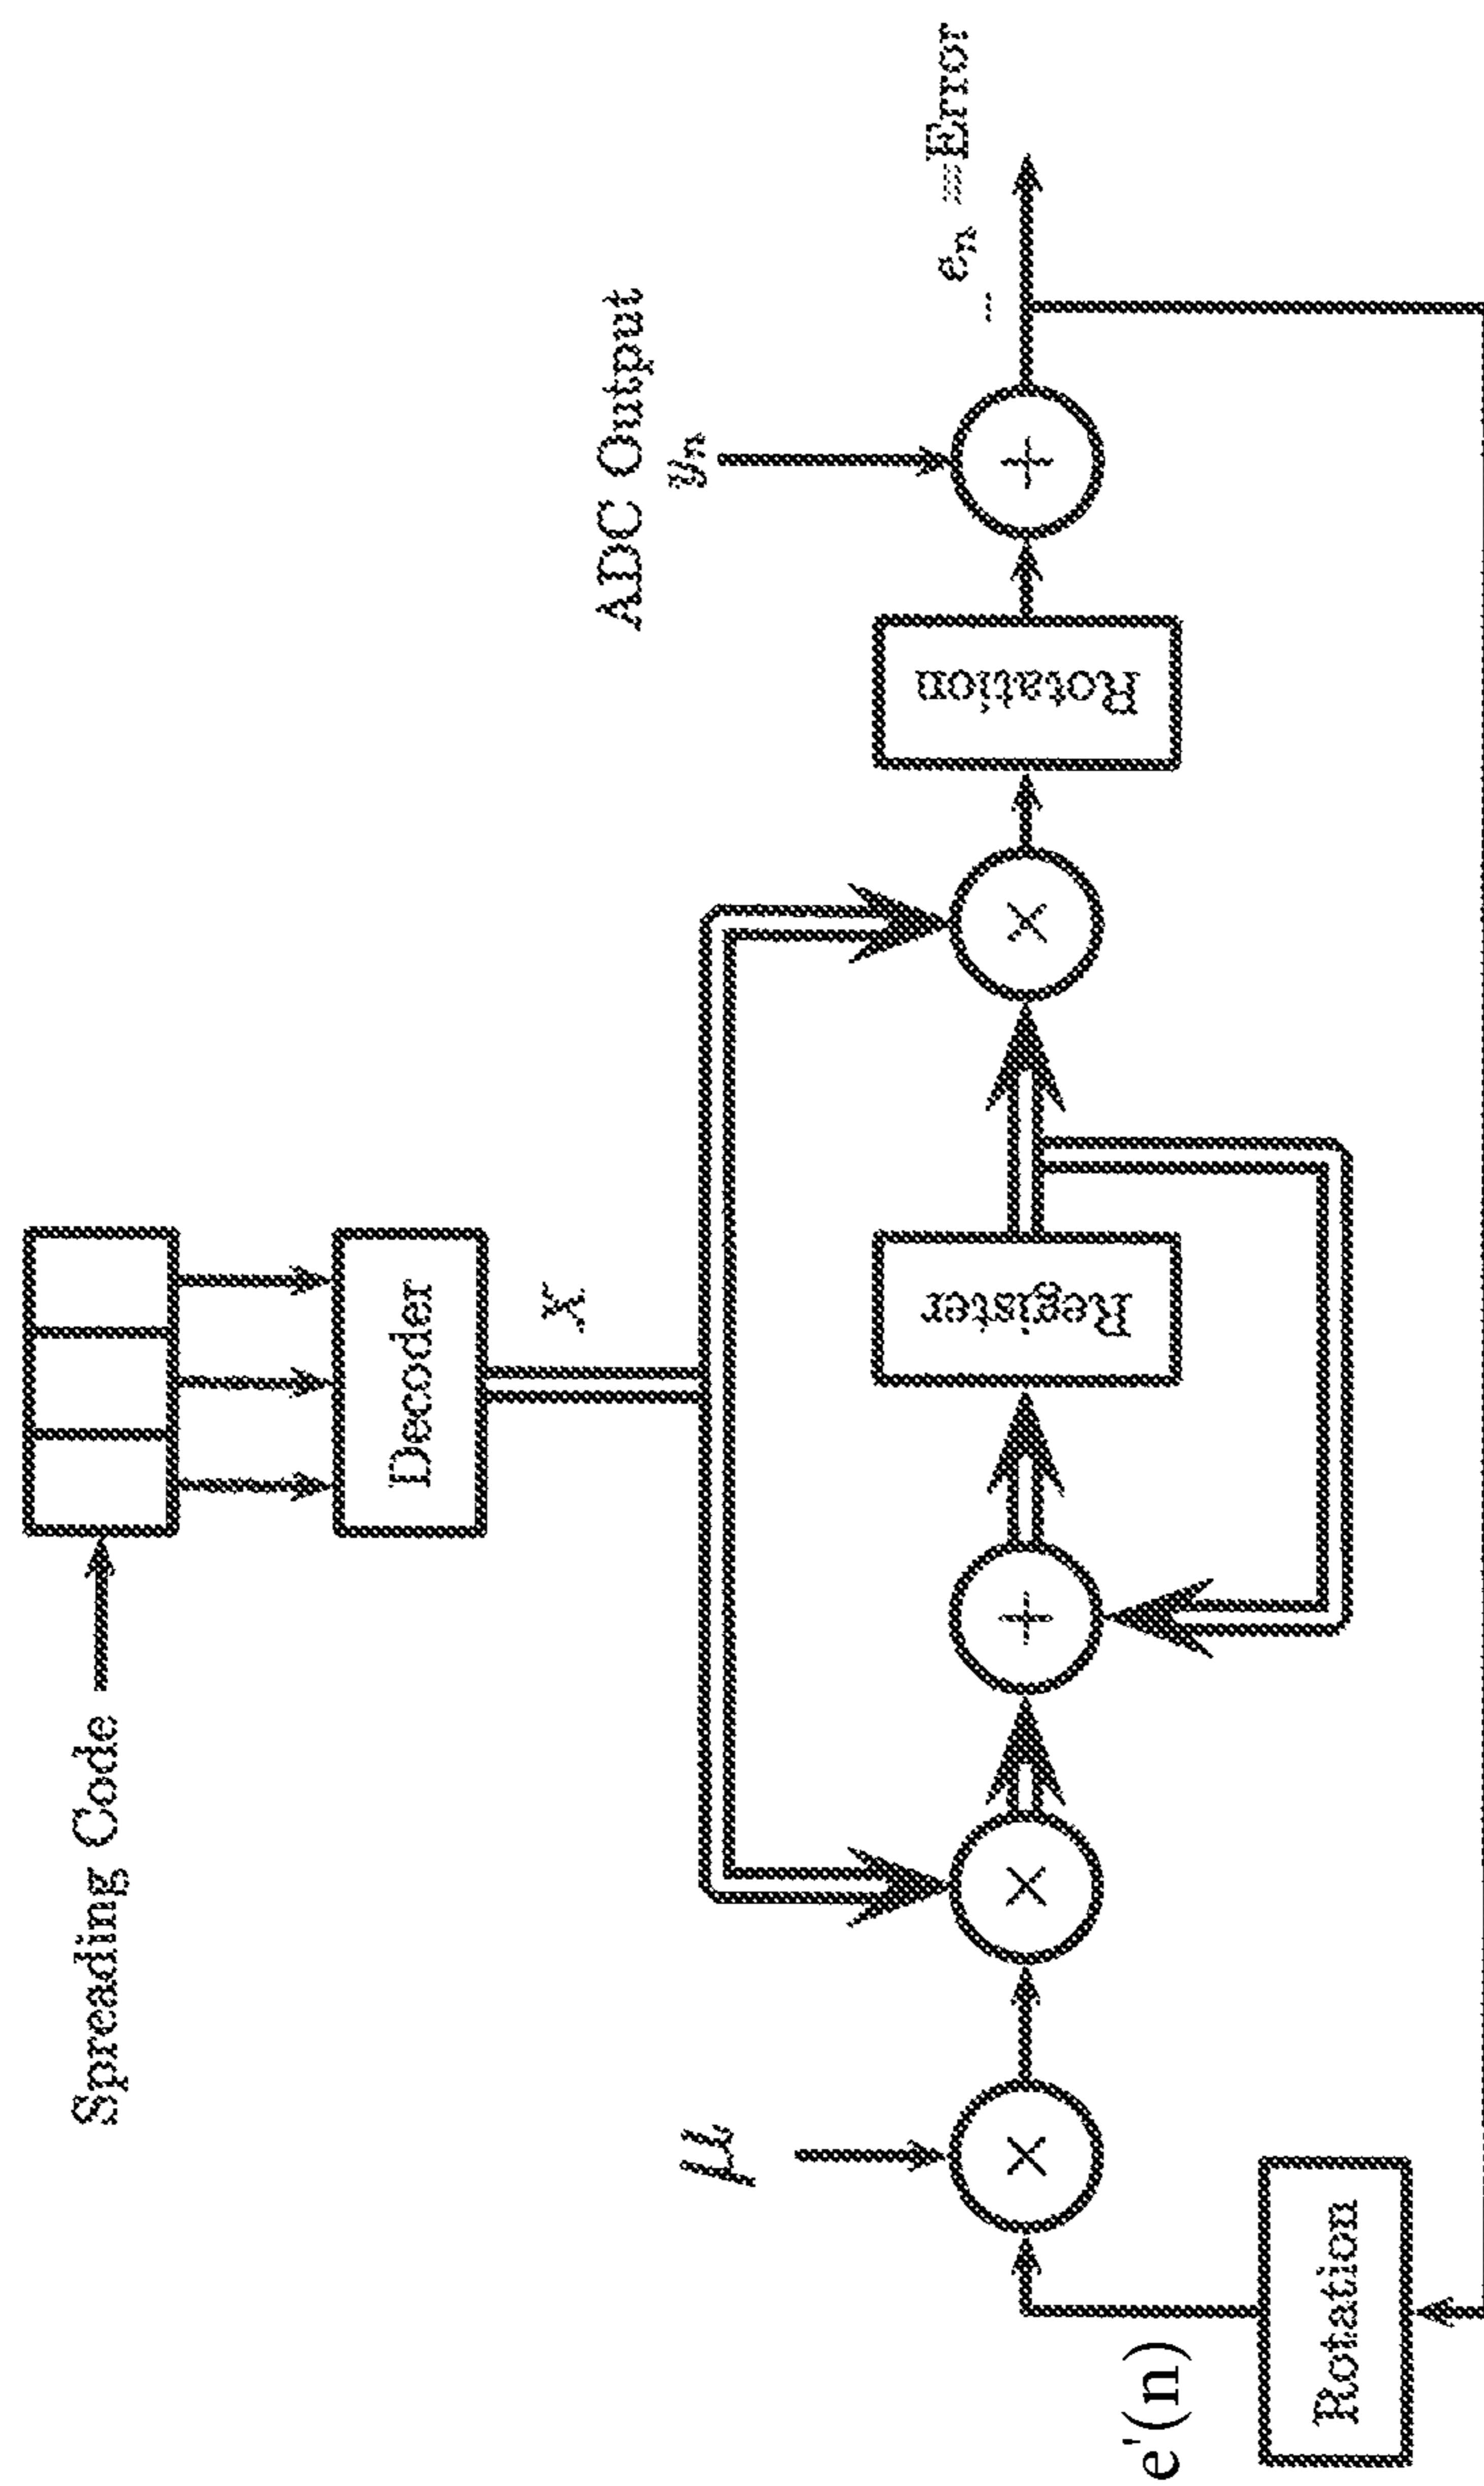 Spreading Code
Decoder
X
ADC Output
yₙ
μ
×
×
+
Register
×
Rotation
+
−
eₙ =Error
e'(n)
Rotation